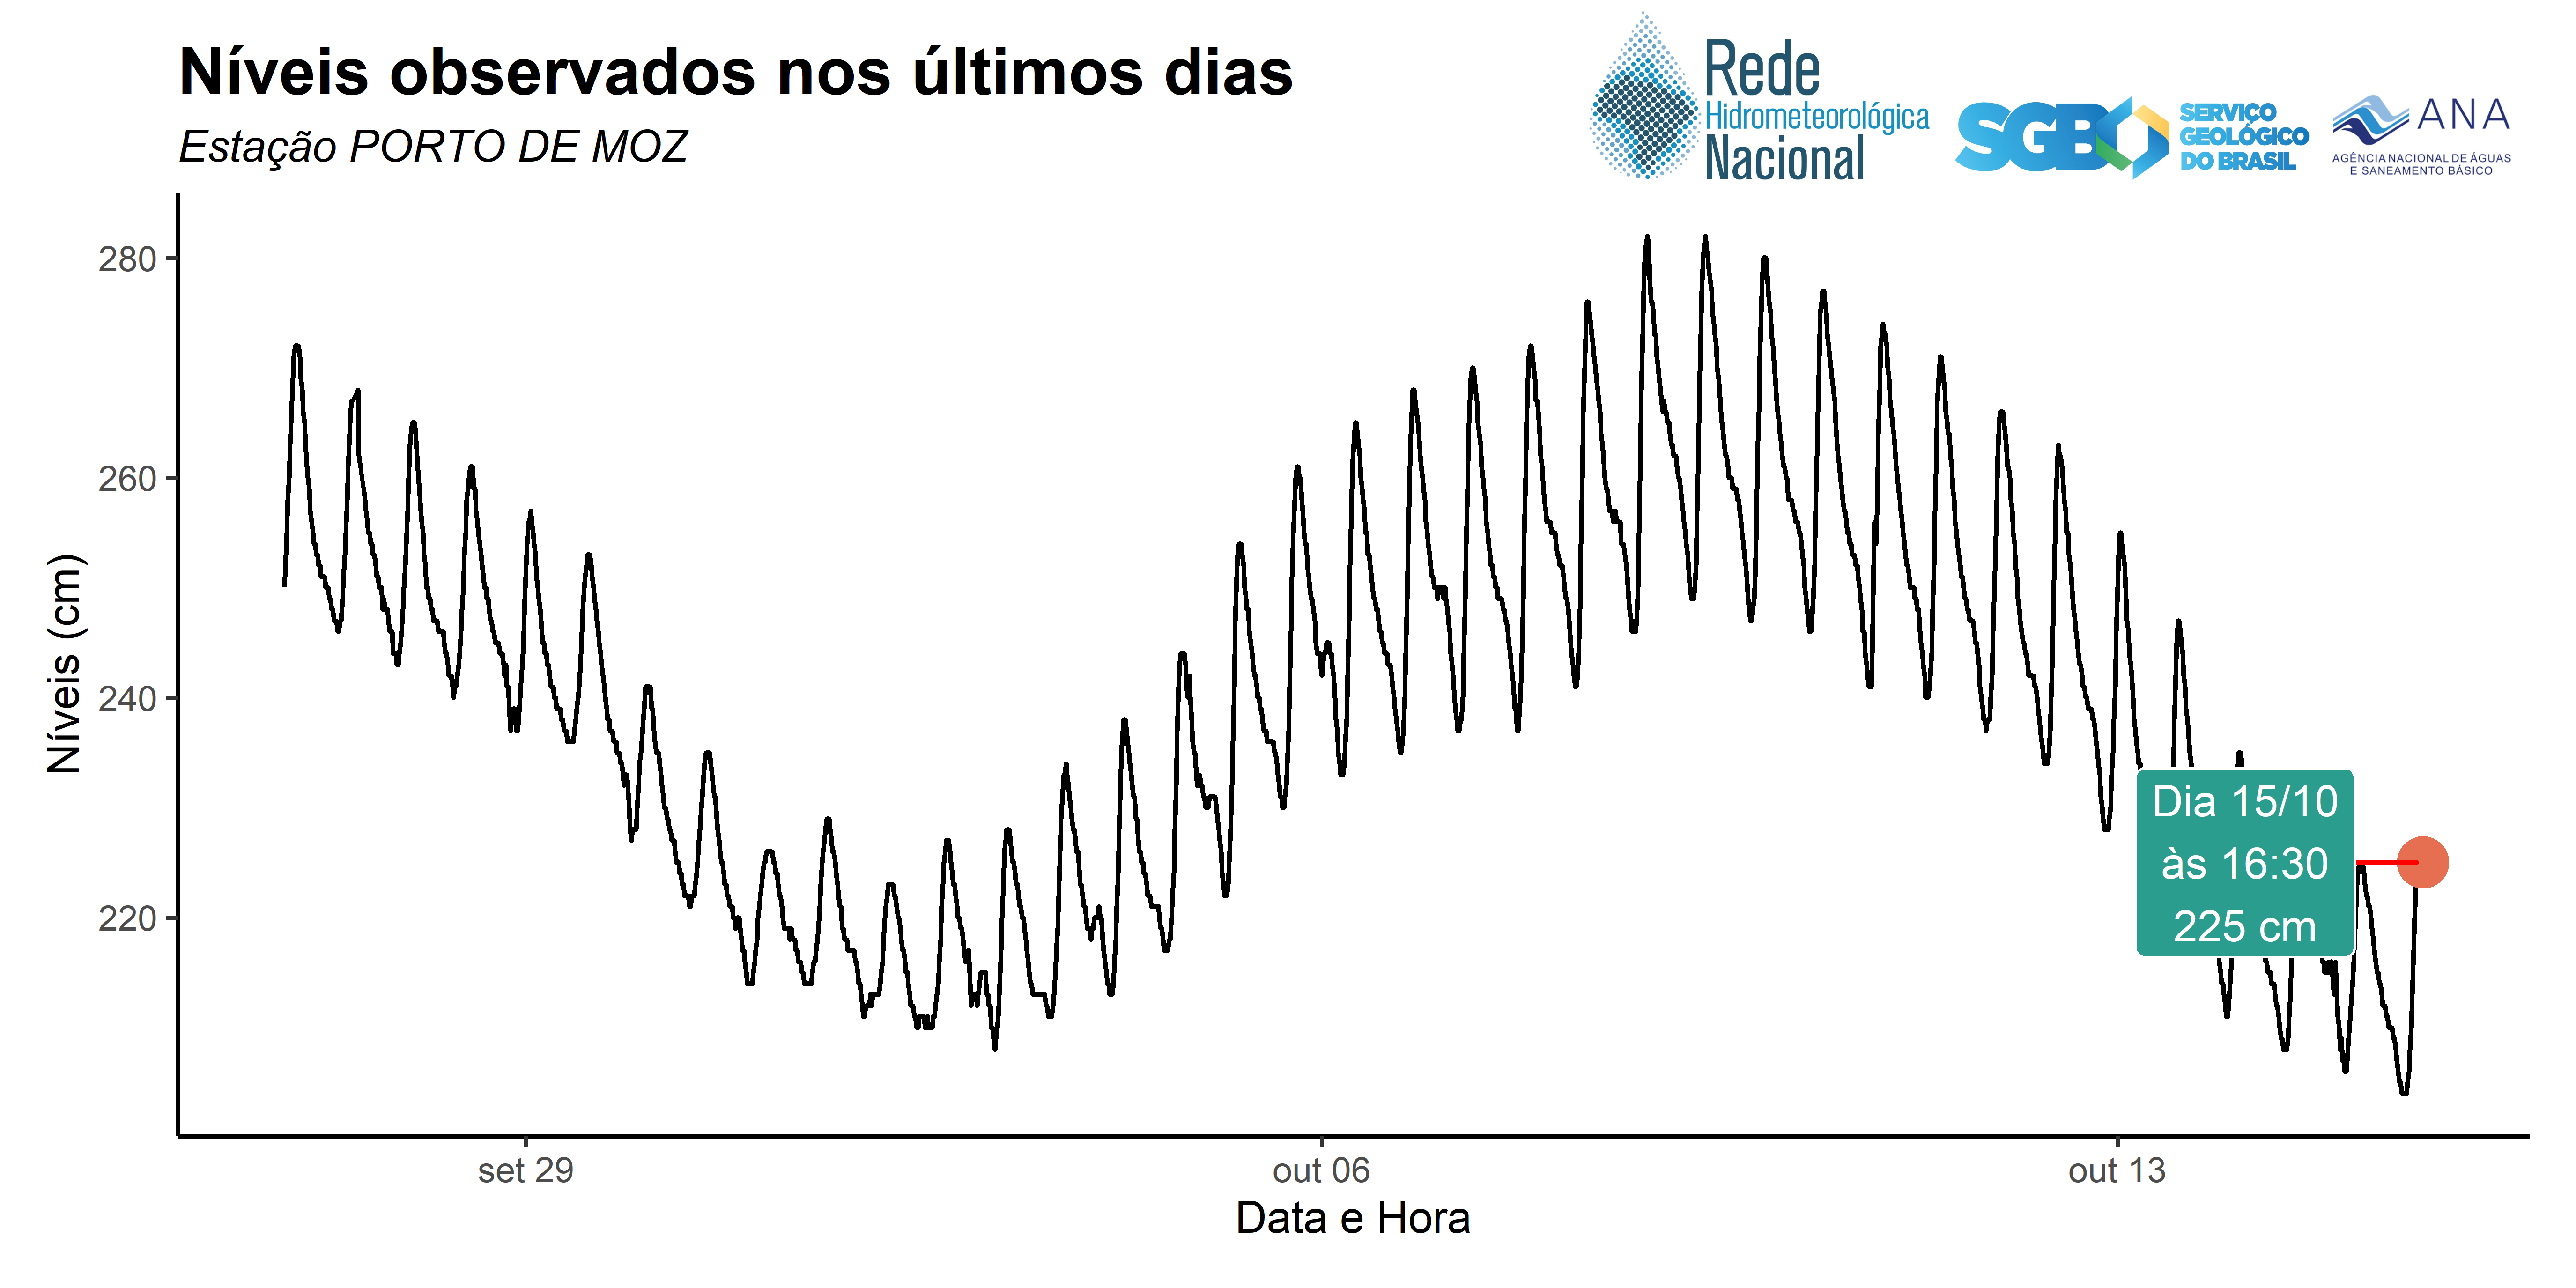 Níveis observados nos últimos dias
Estação PORTO DE MOZ
Rede
Hidrometeorológica
Nacional
SGB
SERVIÇO
GEOLÓGICO
DO BRASIL
ANA
AGÊNCIA NACIONAL DE ÁGUAS
E SANEAMENTO BÁSICO
Níveis (cm)
280
260
240
220
Dia 15/10
às 16:30
225 cm
set 29
out 06
out 13
Data e Hora